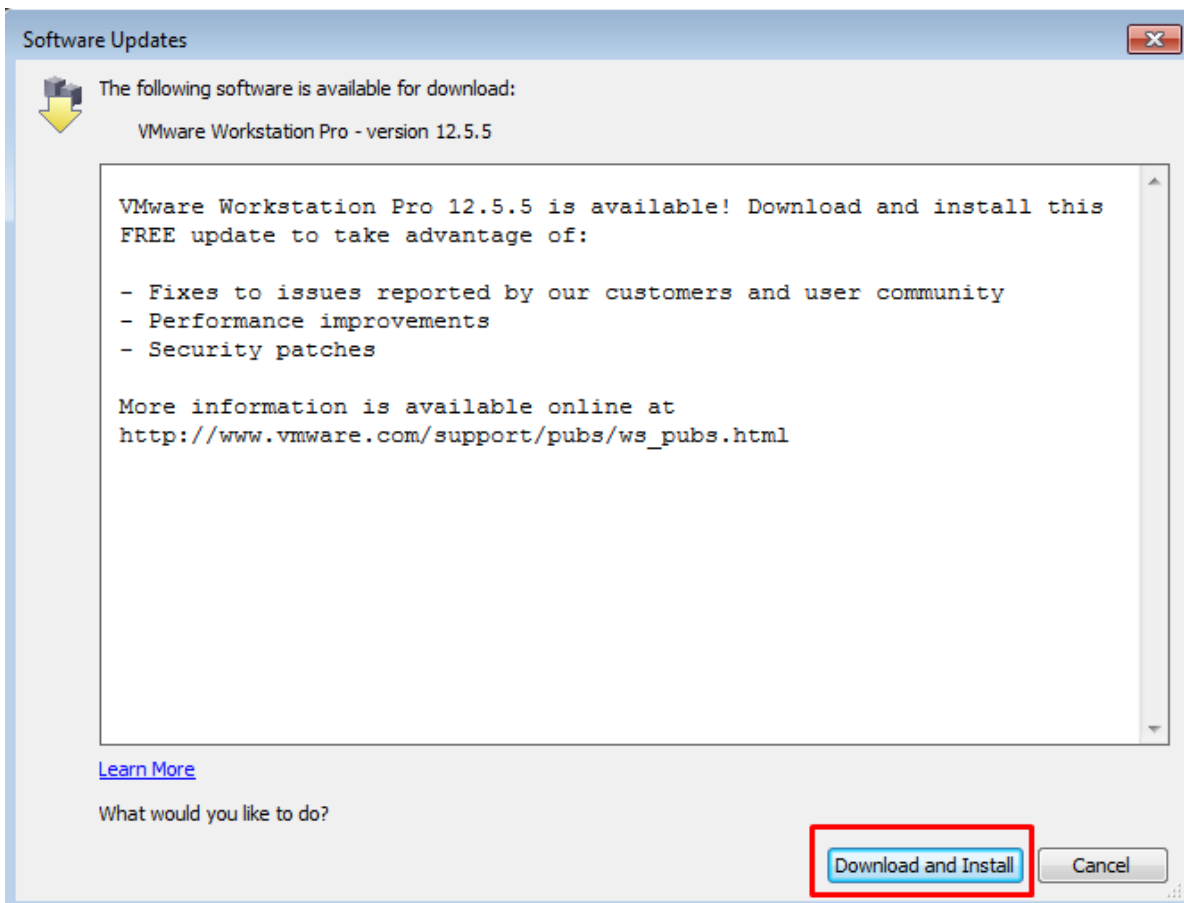 Software Updates
The following software is available for download:
VMware Workstation Pro - version 12.5.5
VMware Workstation Pro 12.5.5 is available! Download and install this
FREE update to take advantage of:
- Fixes to issues reported by our customers and user community
- Performance improvements
- Security patches
More information is available online at
http://www.vmware.com/support/pubs/ws_pubs.html
Learn More
What would you like to do?
Download and Install Cancel